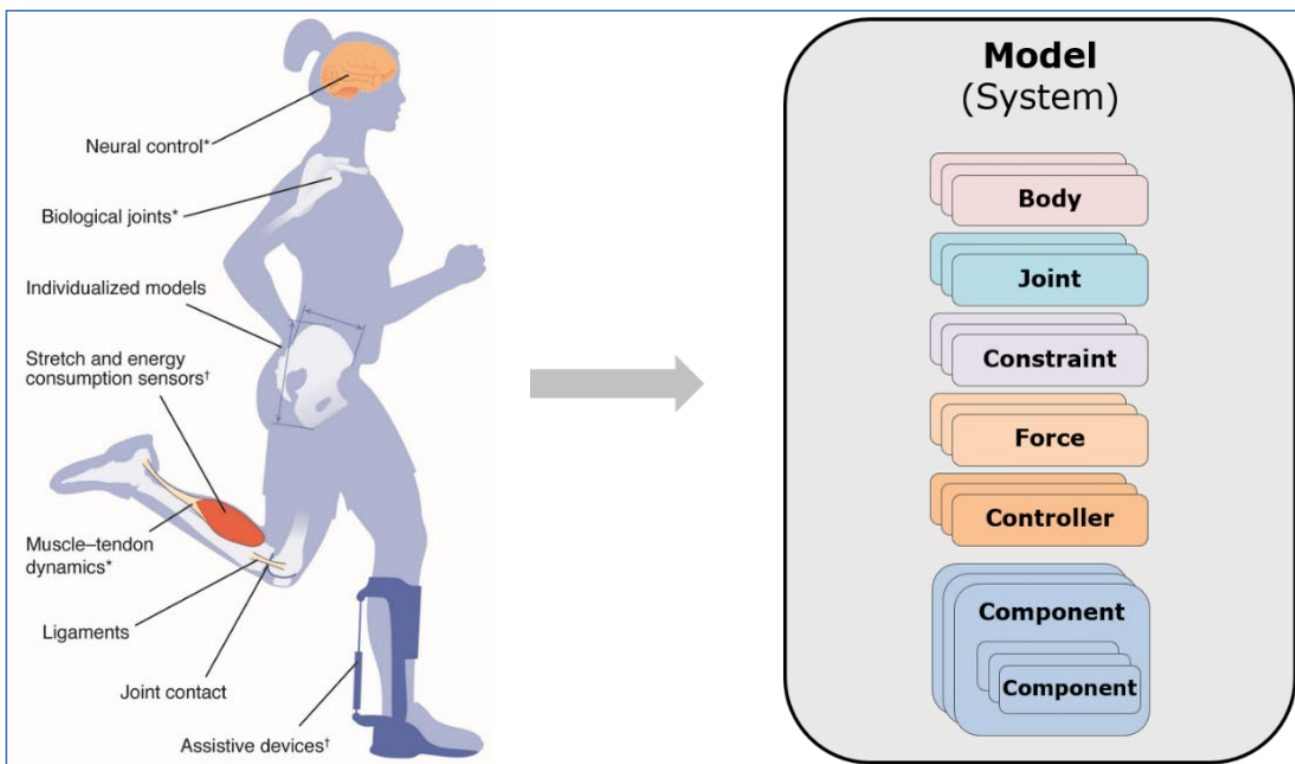 Neural control*
Biological joints*
Individualized models
Stretch and energy
consumption sensors†
Muscle–tendon
dynamics*
Ligaments
Joint contact
Assistive devices†
Model
(System)
Body
Joint
Constraint
Force
Controller
Component
Component